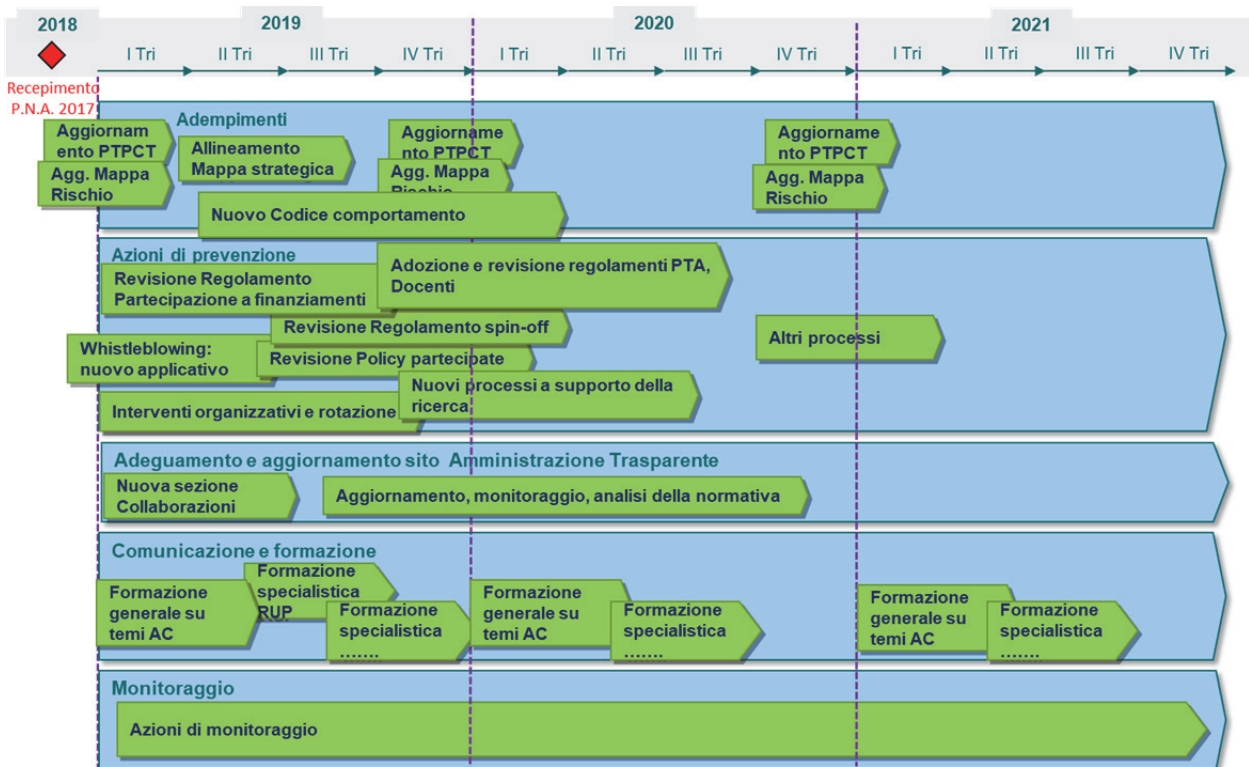 2018
2019
2020
2021
I Tri
II Tri
III Tri
IV Tri
I Tri
II Tri
III Tri
IV Tri
I Tri
II Tri
III Tri
IV Tri
Recepimento
P.N.A. 2017
Adempimenti
Aggiornam
ento PTPCT
Agg. Mappa
Rischio
Allineamento
Mappa strategica
Aggiorname
nto PTPCT
Agg. Mappa
Rischio
Aggiorname
nto PTPCT
Agg. Mappa
Rischio
Nuovo Codice comportamento
Azioni di prevenzione
Revisione Regolamento
Partecipazione a finanziamenti
Adozione e revisione regolamenti PTA,
Docenti
Revisione Regolamento spin-off
Whistleblowing:
nuovo applicativo
Revisione Policy partecipate
Altri processi
Nuovi processi a supporto della
ricerca
Interventi organizzativi e rotazione
Adeguamento e aggiornamento sito Amministrazione Trasparente
Nuova sezione
Collaborazioni
Aggiornamento, monitoraggio, analisi della normativa
Comunicazione e formazione
Formazione
generale su
temi AC
Formazione
specialistica
RUP
Formazione
specialistica
.......
Formazione
generale su
temi AC
Formazione
specialistica
.......
Formazione
generale su
temi AC
Formazione
specialistica
.......
Monitoraggio
Azioni di monitoraggio